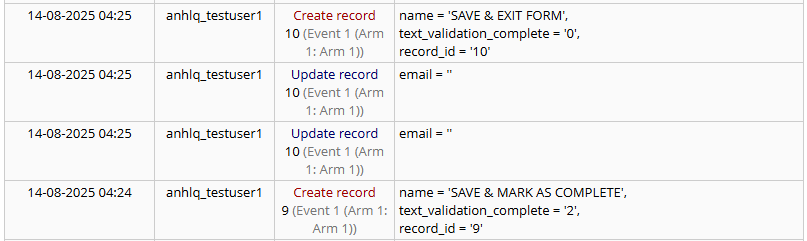 14-08-2025 04:25 anhlq_testuser1 Create record name = 'SAVE & EXIT FORM',
10 (Event 1 (Arm text_validation_complete = '0',
1: Arm 1)) record_id = '10'
14-08-2025 04:25 anhlq_testuser1 Update record email = ''
10 (Event 1 (Arm
1: Arm 1))
14-08-2025 04:25 anhlq_testuser1 Update record email = ''
10 (Event 1 (Arm
1: Arm 1))
14-08-2025 04:24 anhlq_testuser1 Create record name = 'SAVE & MARK AS COMPLETE',
9 (Event 1 (Arm 1: text_validation_complete = '2',
Arm 1)) record_id = '9'